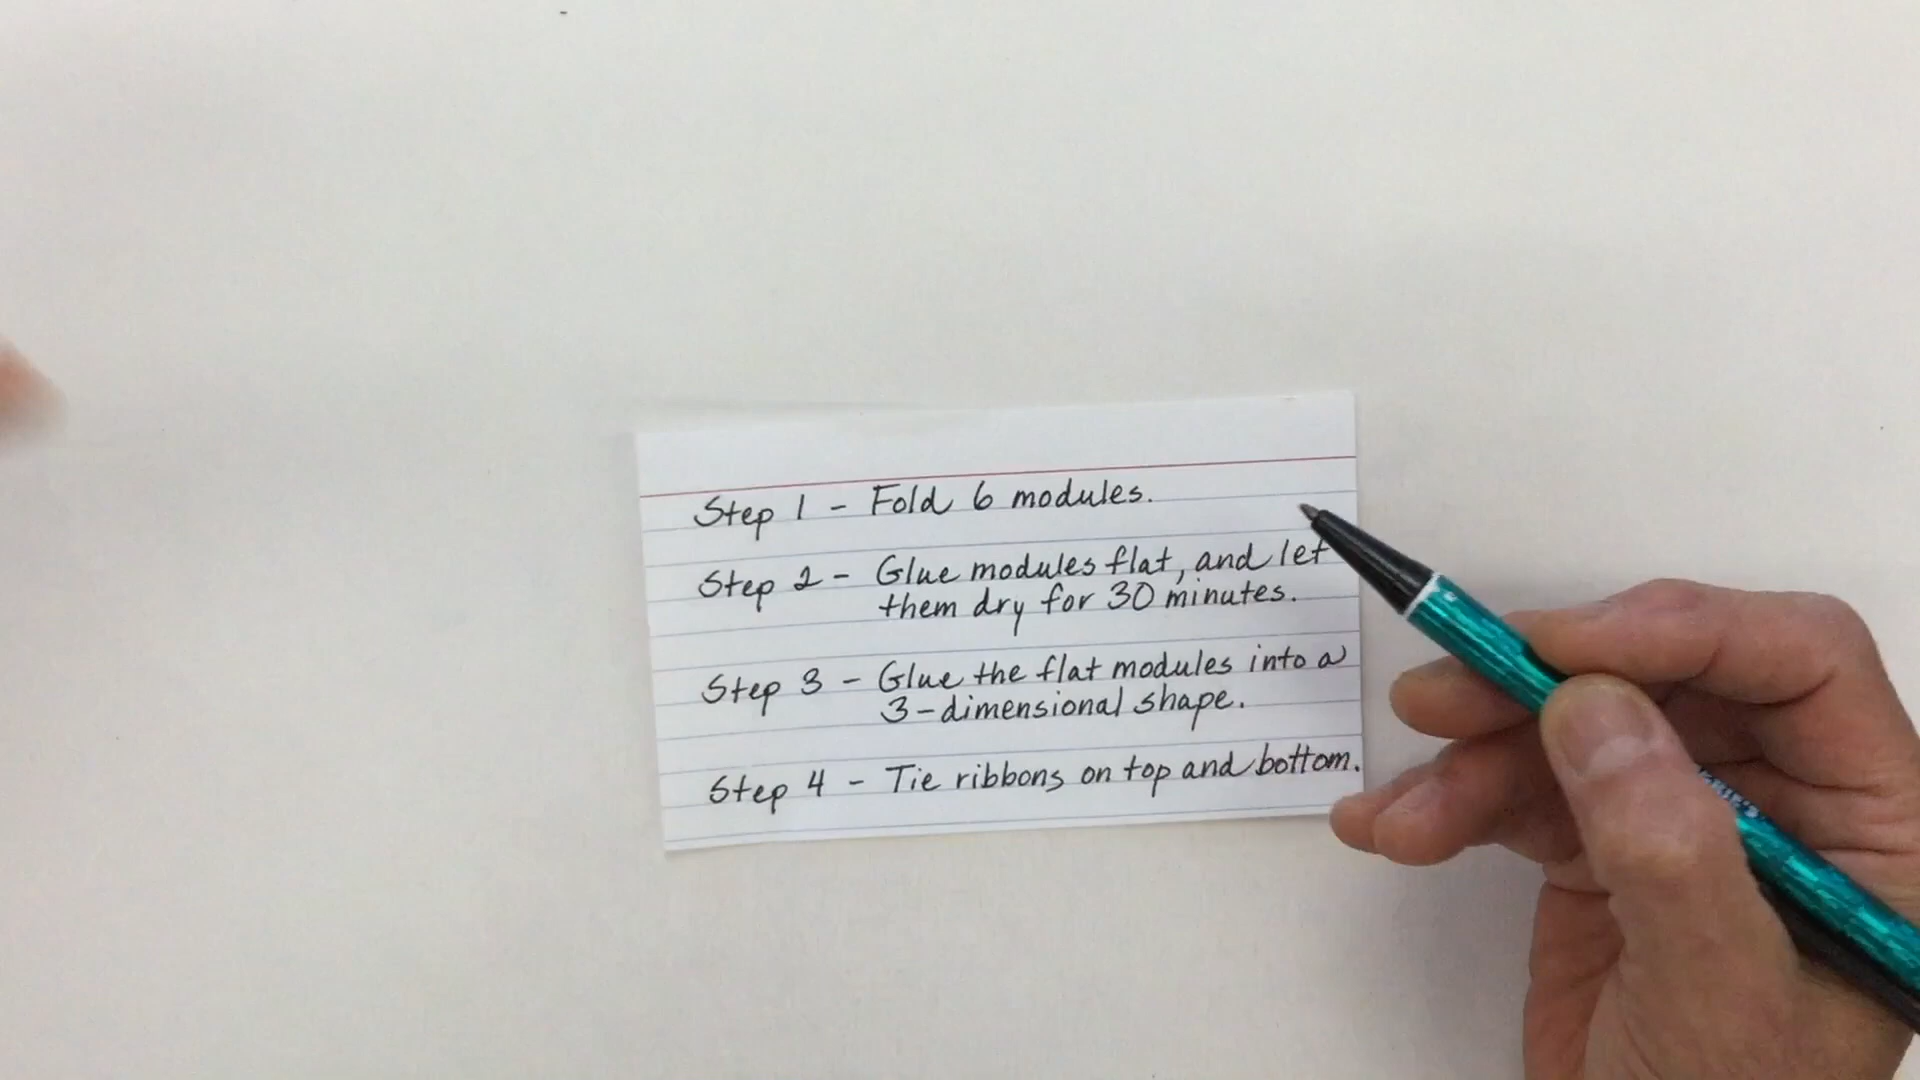 Step 1 - Fold 6 modules.
Step 2 - Glue modules flat, and let
them dry for 30 minutes.
Step 3 - Glue the flat modules into a
3-dimensional shape.
Step 4 - Tie ribbons on top and bottom.